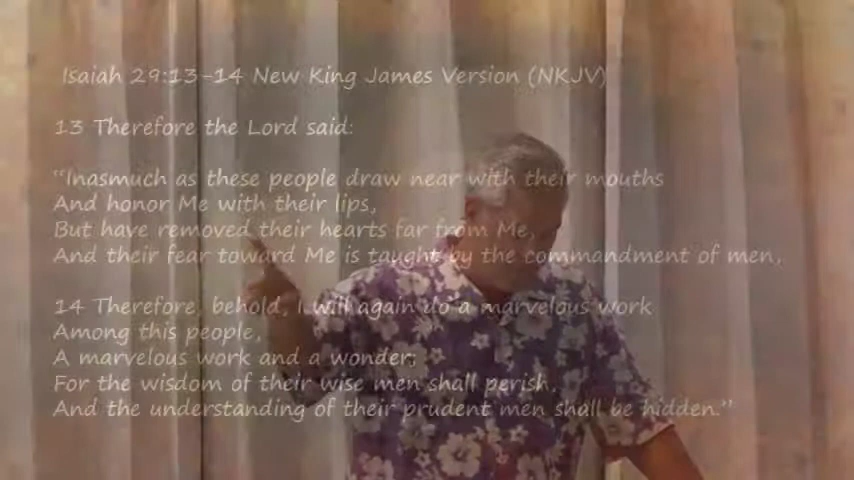 Isaiah 29:13-14 New King James Version (NKJV)
13 Therefore the Lord said:
“Inasmuch as these people draw near with their mouths
And honor Me with their lips,
But have removed their hearts far from Me,
And their fear toward Me is taught by the commandment of men,
14 Therefore, behold, I will again do a marvelous work
Among this people,
A marvelous work and a wonder;
For the wisdom of their wise men shall perish,
And the understanding of their prudent men shall be hidden.”